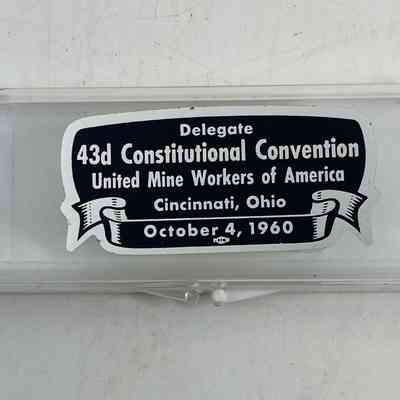 Delegate
43d Constitutional Convention
United Mine Workers of America
Cincinnati, Ohio
October 4, 1960